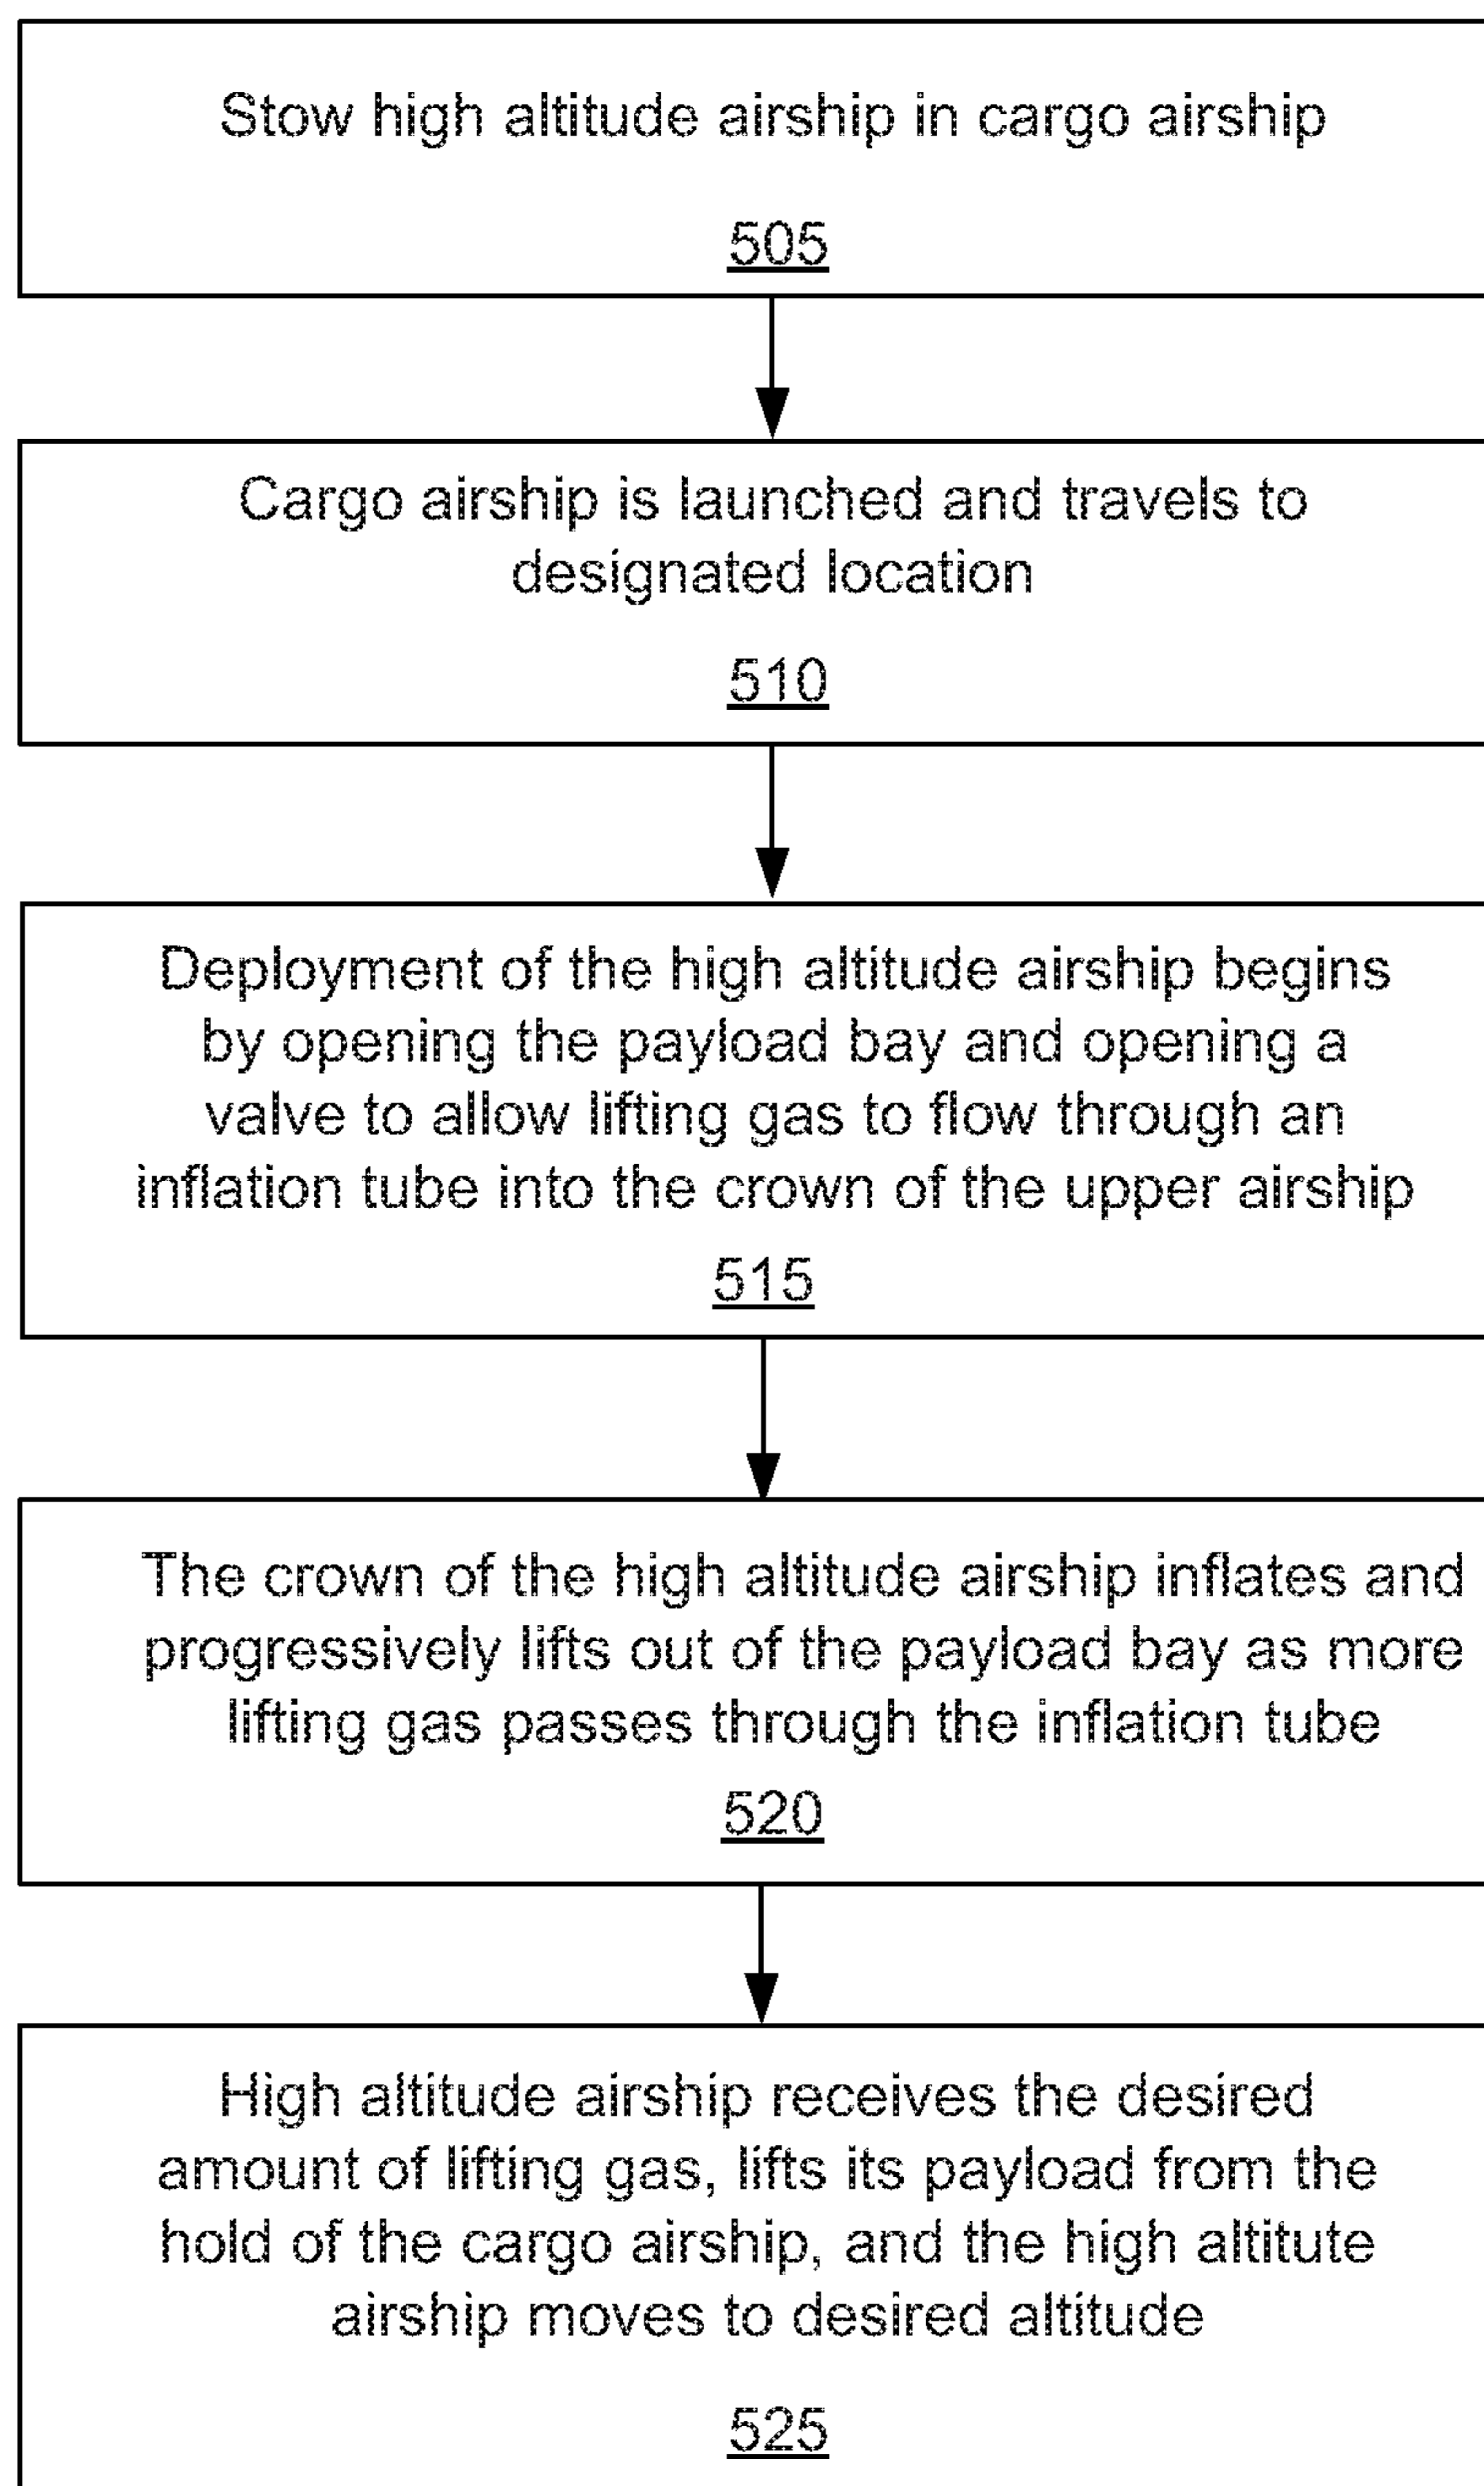 Stow high altitude airship in cargo airship
505
Cargo airship is launched and travels to
designated location
510
Deployment of the high altitude airship begins
by opening the payload bay and opening a
valve to allow lifting gas to flow through an
inflation tube into the crown of the upper airship
515
The crown of the high altitude airship inflates and
progressively lifts out of the payload bay as more
lifting gas passes through the inflation tube
520
High altitude airship receives the desired
amount of lifting gas, lifts its payload from the
hold of the cargo airship, and the high altitute
airship moves to desired altitude
525